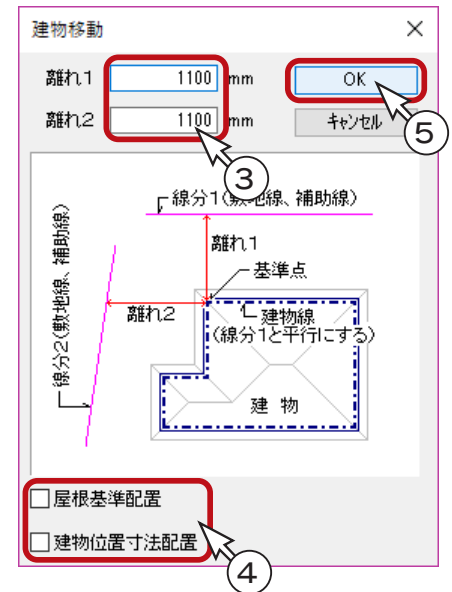 建物移動
離れ1 1100 mm OK
離れ2 1100 mm キャンセル
⑤
③
線分1(敷地線、補助線)
離れ1
基準点
線分2(敷地線、補助線)
離れ2
建物線
(線分1と平行にする)
建 物
屋根基準配置
建物位置寸法配置
④